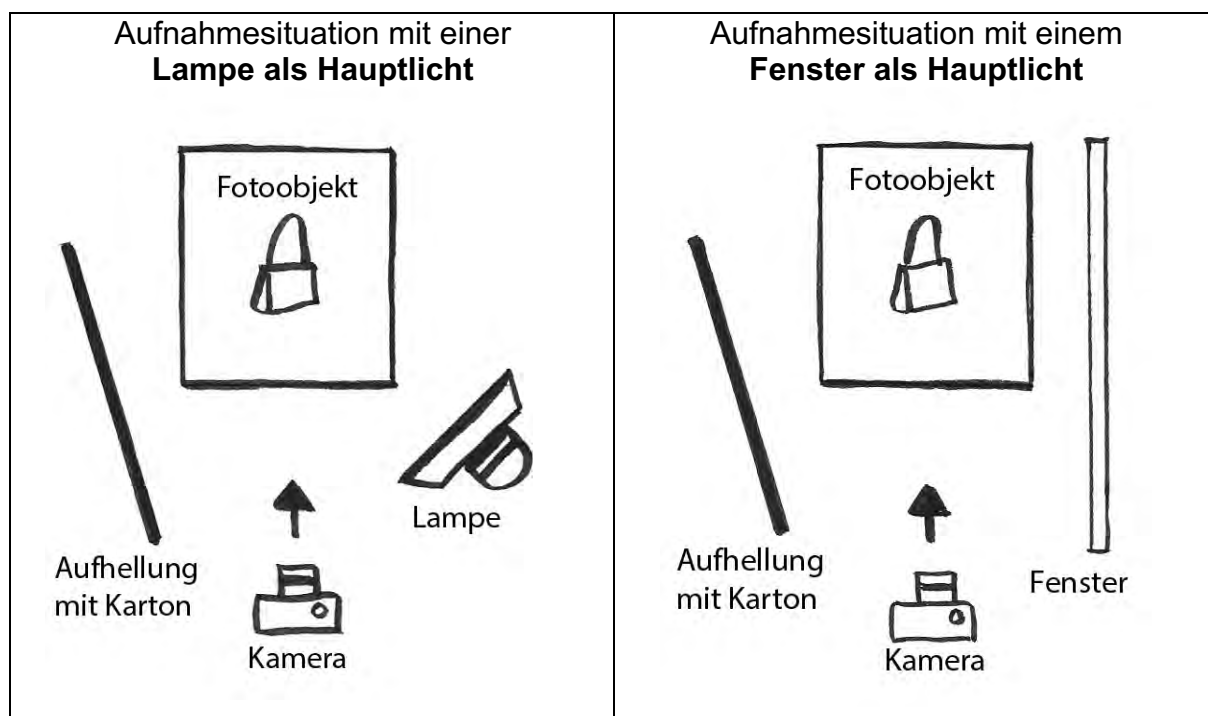 Aufnahmesituation mit einer
Lampe als Hauptlicht
Fotoobjekt
Lampe
Aufhellung
mit Karton
Kamera
Aufnahmesituation mit einem
Fenster als Hauptlicht
Fotoobjekt
Fenster
Aufhellung
mit Karton
Kamera